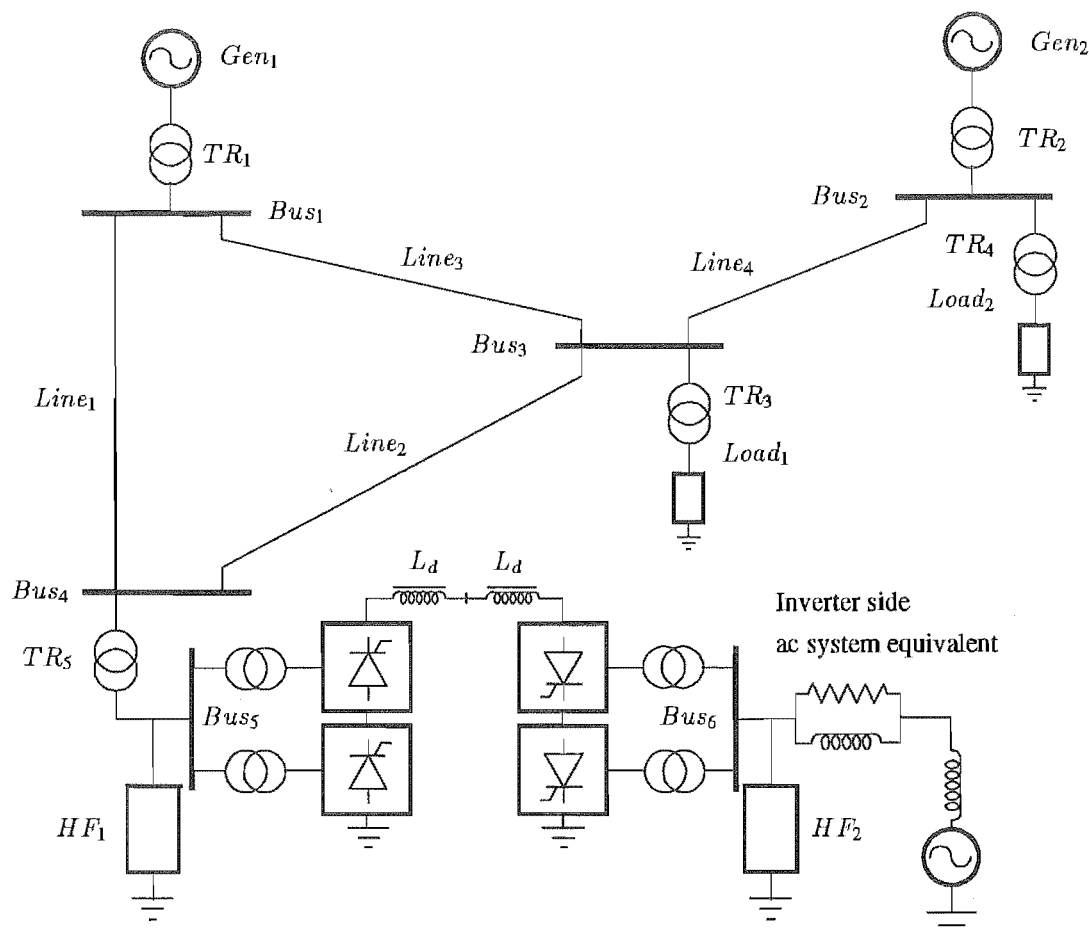 Gen₁
Gen₂
TR₁
TR₂
Bus₁
Bus₂
Line₃
Line₄
TR₄
Load₂
Bus₃
Line₁
TR₃
Line₂
Load₁
L_d
L_d
Bus₄
Inverter side
ac system equivalent
TR₅
Bus₅
Bus₆
HF₁
HF₂